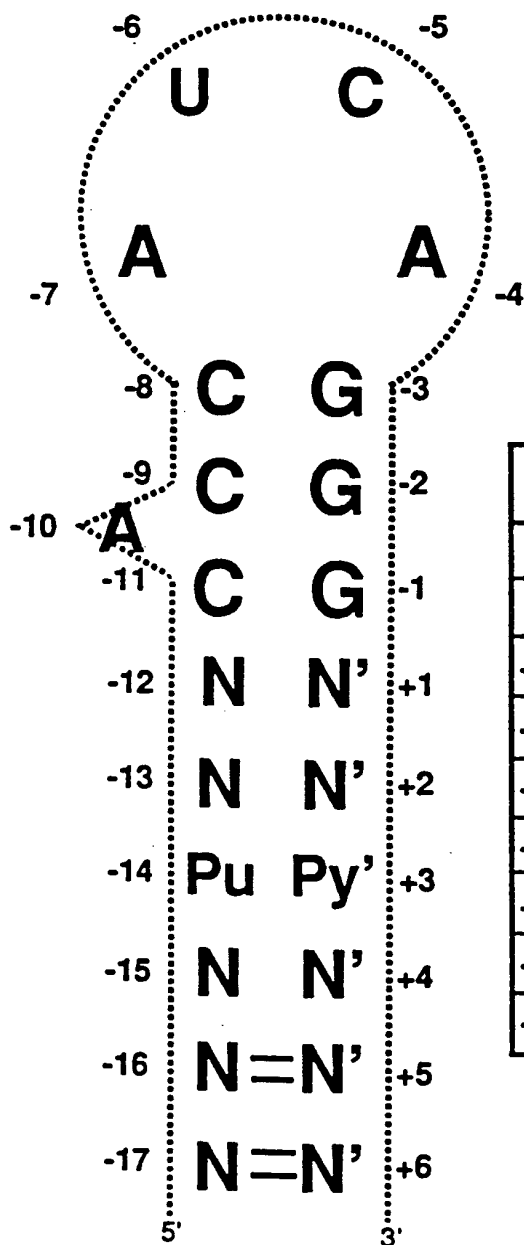 -6 -5
U C
A A
-7 -4
-8 C G -3
-9 C G -2
-10 A
-11 C G -1
-12 N N' +1
-13 N N' +2
-14 Pu Py' +3
-15 N N' +4
-16 N=N' +5
-17 N=N' +6
5' 3'